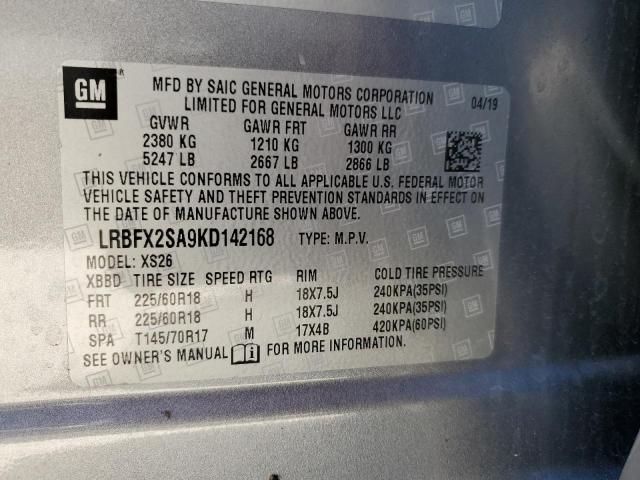 GM
MFD BY SAIC GENERAL MOTORS CORPORATION
LIMITED FOR GENERAL MOTORS LLC 04/19
GVWR GAWR FRT GAWR RR
2380 KG 1210 KG 1300 KG
5247 LB 2667 LB 2866 LB
THIS VEHICLE CONFORMS TO ALL APPLICABLE U.S. FEDERAL MOTOR
VEHICLE SAFETY AND THEFT PREVENTION STANDARDS IN EFFECT ON
THE DATE OF MANUFACTURE SHOWN ABOVE.
LRBFX2SA9KD142168 TYPE: M.P.V.
MODEL: XS26
XBBD TIRE SIZE SPEED RTG RIM COLD TIRE PRESSURE
FRT 225/60R18 H 18X7.5J 240KPA(35PSI)
RR 225/60R18 H 18X7.5J 240KPA(35PSI)
SPA T145/70R17 M 17X4B 420KPA(60PSI)
SEE OWNER'S MANUAL FOR MORE INFORMATION.